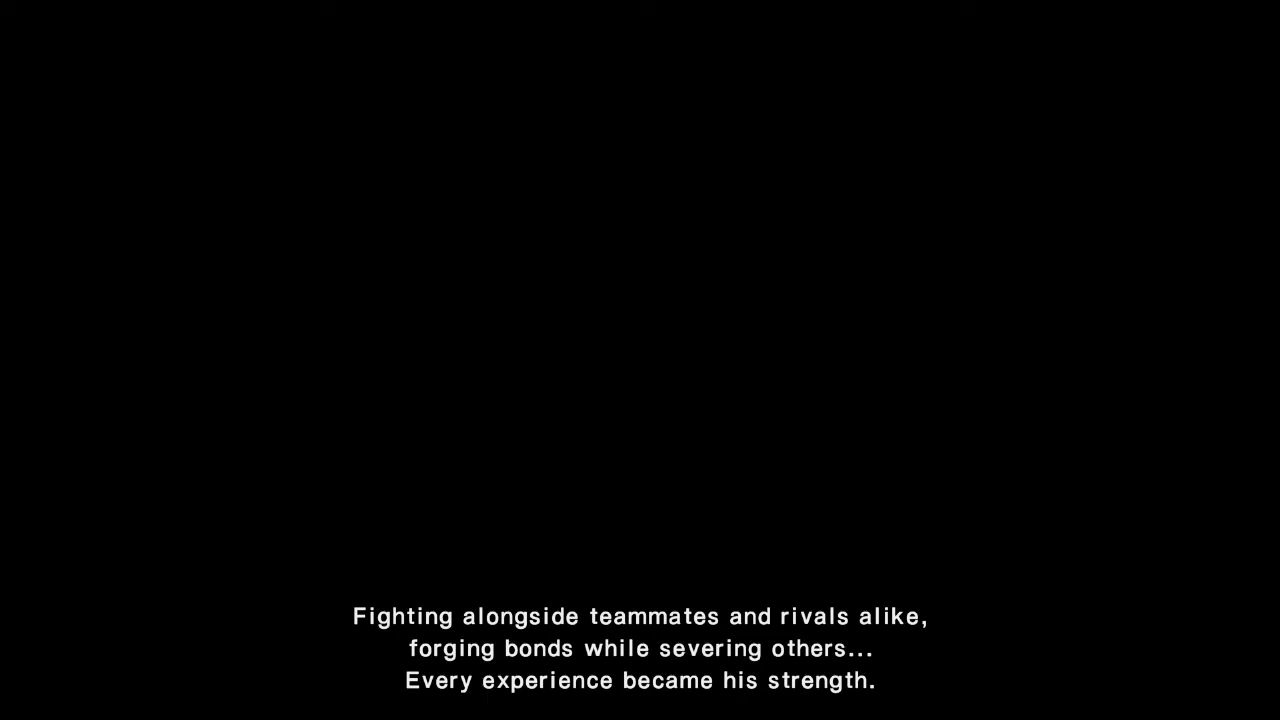 Fighting alongside teammates and rivals alike,
forging bonds while severing others...
Every experience became his strength.